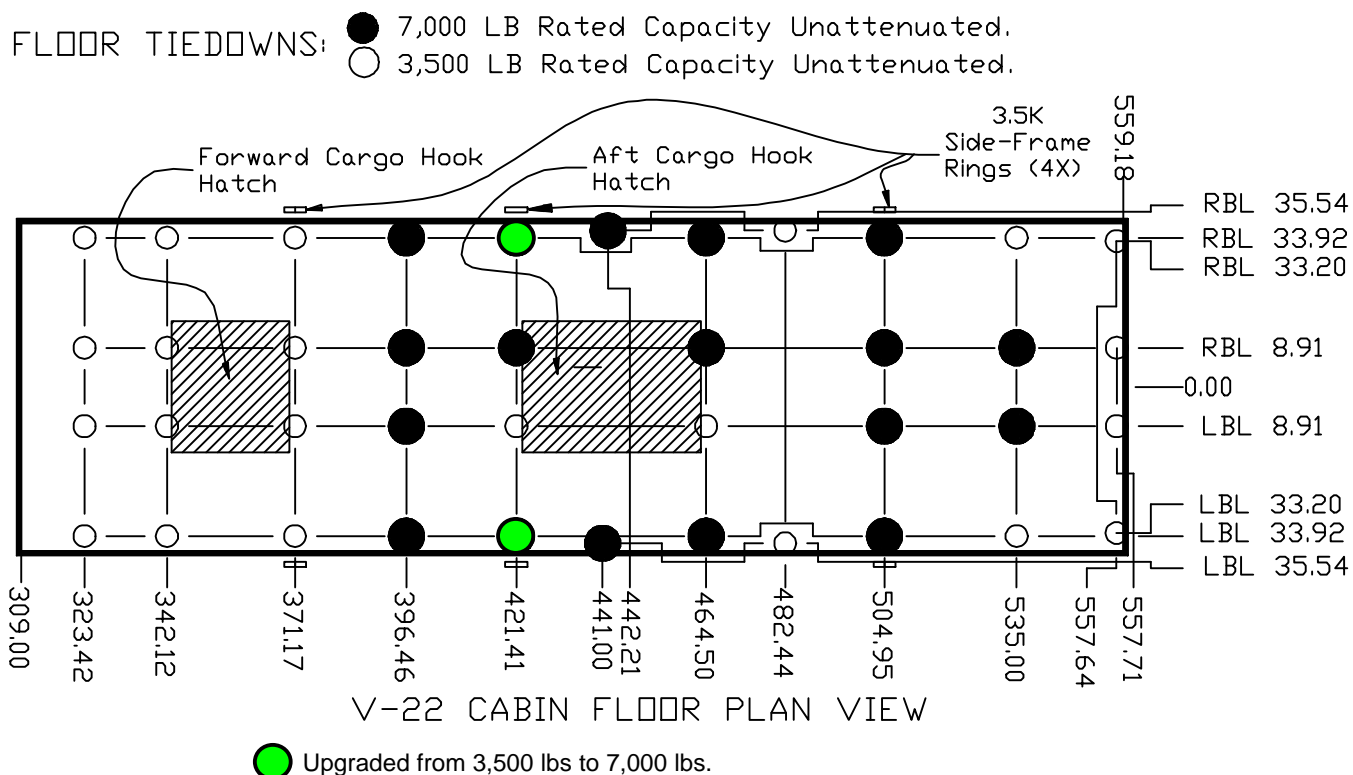 FLOOR TIEDOWNS:
7,000 LB Rated Capacity Unattenuated.
3,500 LB Rated Capacity Unattenuated.
3.5K
Side-Frame
Rings (4X)
559.18
Forward Cargo Hook
Hatch
Aft Cargo Hook
Hatch
RBL 35.54
RBL 33.92
RBL 33.20
RBL 8.91
0.00
LBL 8.91
LBL 33.20
LBL 33.92
LBL 35.54
309.00
323.42
342.12
371.17
396.46
421.41
441.00
442.21
464.50
482.44
504.95
535.00
557.64
557.71
V-22 CABIN FLOOR PLAN VIEW
Upgraded from 3,500 lbs to 7,000 lbs.